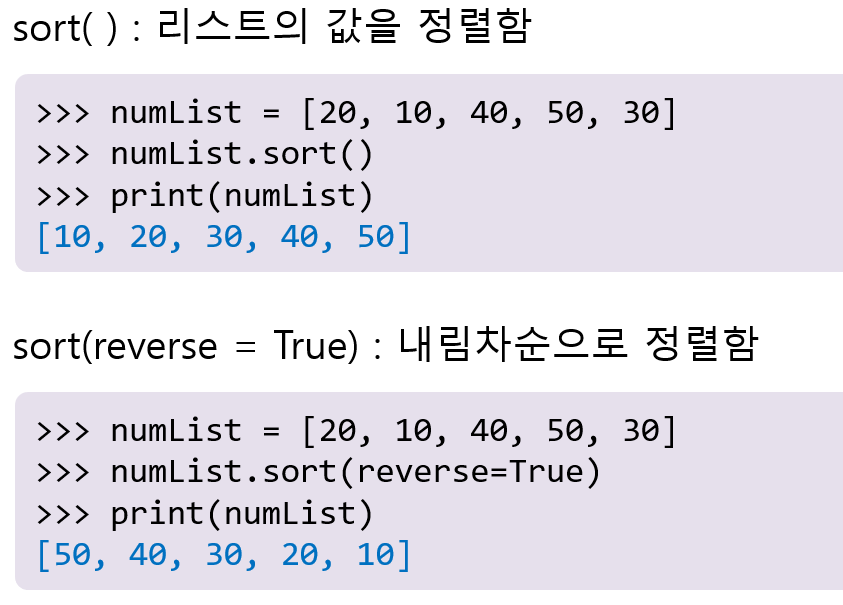 sort( ) : 리스트의 값을 정렬함
>>> numList = [20, 10, 40, 50, 30]
>>> numList.sort()
>>> print(numList)
[10, 20, 30, 40, 50]
sort(reverse = True) : 내림차순으로 정렬함
>>> numList = [20, 10, 40, 50, 30]
>>> numList.sort(reverse=True)
>>> print(numList)
[50, 40, 30, 20, 10]